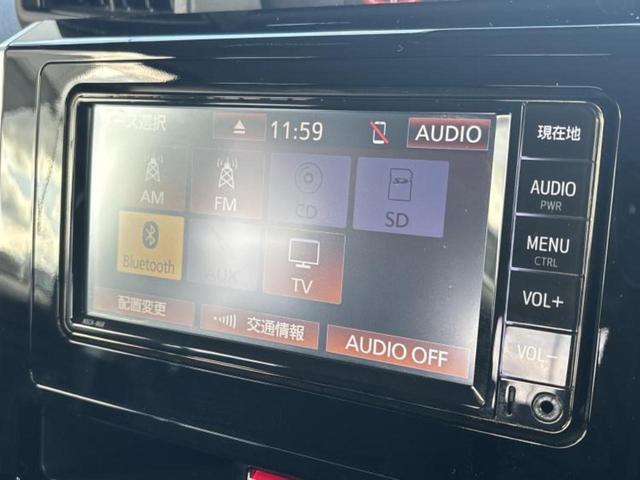 ソース選択
11:59
AUDIO
AM
FM
CD
SD
Bluetooth
AUX
TV
配置変更
交通情報
AUDIO OFF
現在地
AUDIO
PWR
MENU
CTRL
VOL+
VOL-